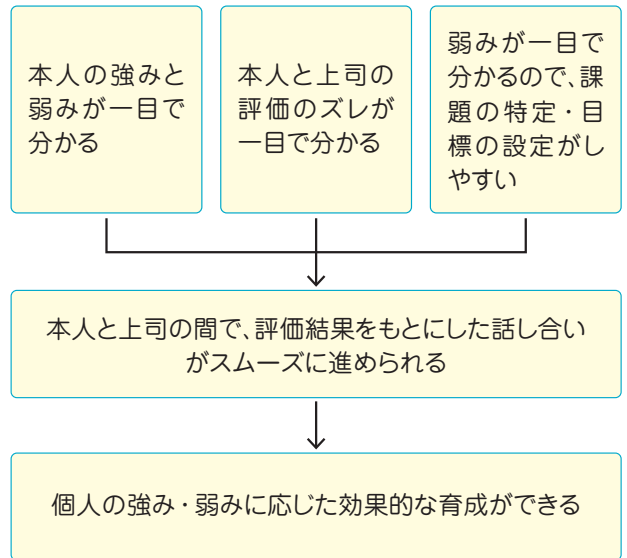 本人の強みと
弱みが一目で
分かる
本人と上司の
評価のズレが
一目で分かる
弱みが一目で
分かるので、課
題の特定・目
標の設定がし
やすい
本人と上司の間で、評価結果をもとにした話し合い
がスムーズに進められる
個人の強み・弱みに応じた効果的な育成ができる